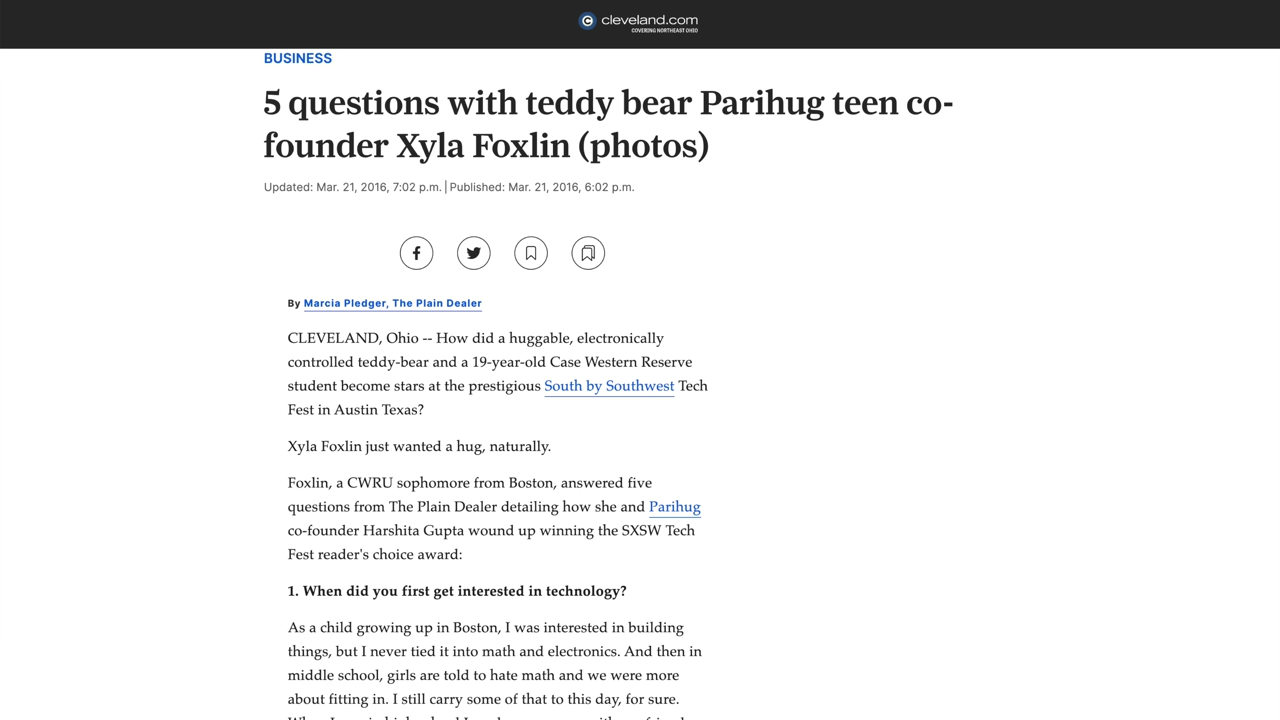 cleveland.com
COVERING NORTHEAST OHIO
BUSINESS
5 questions with teddy bear Parihug teen co-
founder Xyla Foxlin (photos)
Updated: Mar. 21, 2016, 7:02 p.m. | Published: Mar. 21, 2016, 6:02 p.m.
By Marcia Pledger, The Plain Dealer
CLEVELAND, Ohio -- How did a huggable, electronically
controlled teddy-bear and a 19-year-old Case Western Reserve
student become stars at the prestigious South by Southwest Tech
Fest in Austin Texas?
Xyla Foxlin just wanted a hug, naturally.
Foxlin, a CWRU sophomore from Boston, answered five
questions from The Plain Dealer detailing how she and Parihug
co-founder Harshita Gupta wound up winning the SXSW Tech
Fest reader's choice award:
1. When did you first get interested in technology?
As a child growing up in Boston, I was interested in building
things, but I never tied it into math and electronics. And then in
middle school, girls are told to hate math and we were more
about fitting in. I still carry some of that to this day, for sure.